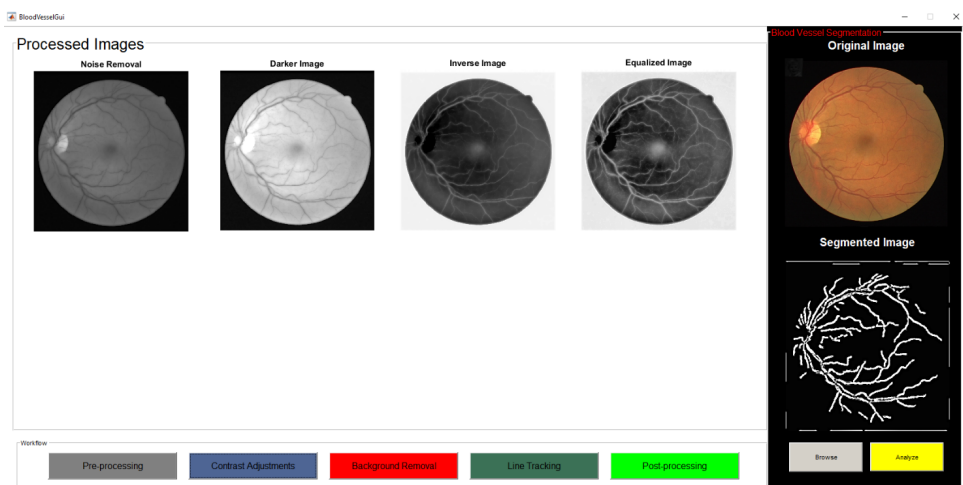 BloodVesselGui
Processed Images
Noise Removal
Darker Image
Inverse Image
Equalized Image
Blood Vessel Segmentation
Original Image
Segmented Image
Workflow
Pre-processing
Contrast Adjustments
Background Removal
Line Tracking
Post-processing
Browse
Analyze